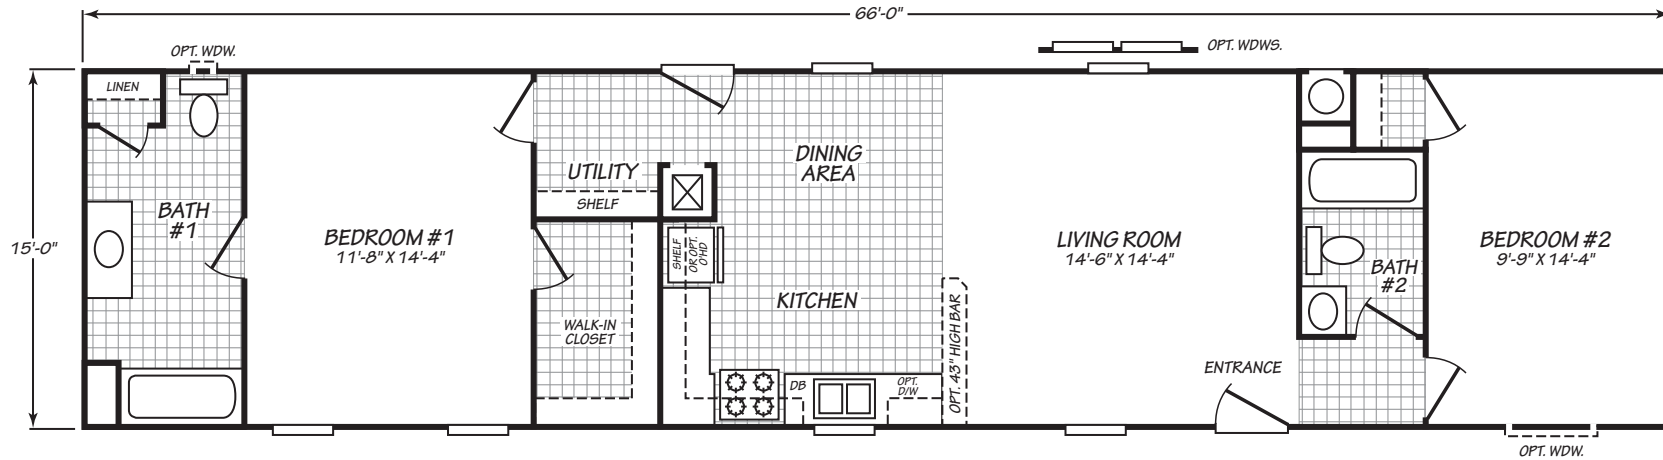 66'-0"
OPT. WDW.
OPT. WDWS.
LINEN
15'-0"
BATH
#1
BEDROOM #1
11'-8" X 14'-4"
UTILITY
SHELF
WALK-IN
CLOSET
SHELF
OR OPT.
O'HD
DINING
AREA
KITCHEN
DB
OPT.
D/W
OPT. 43" HIGH BAR
LIVING ROOM
14'-6" X 14'-4"
ENTRANCE
BATH
#2
BEDROOM #2
9'-9" X 14'-4"
OPT. WDW.